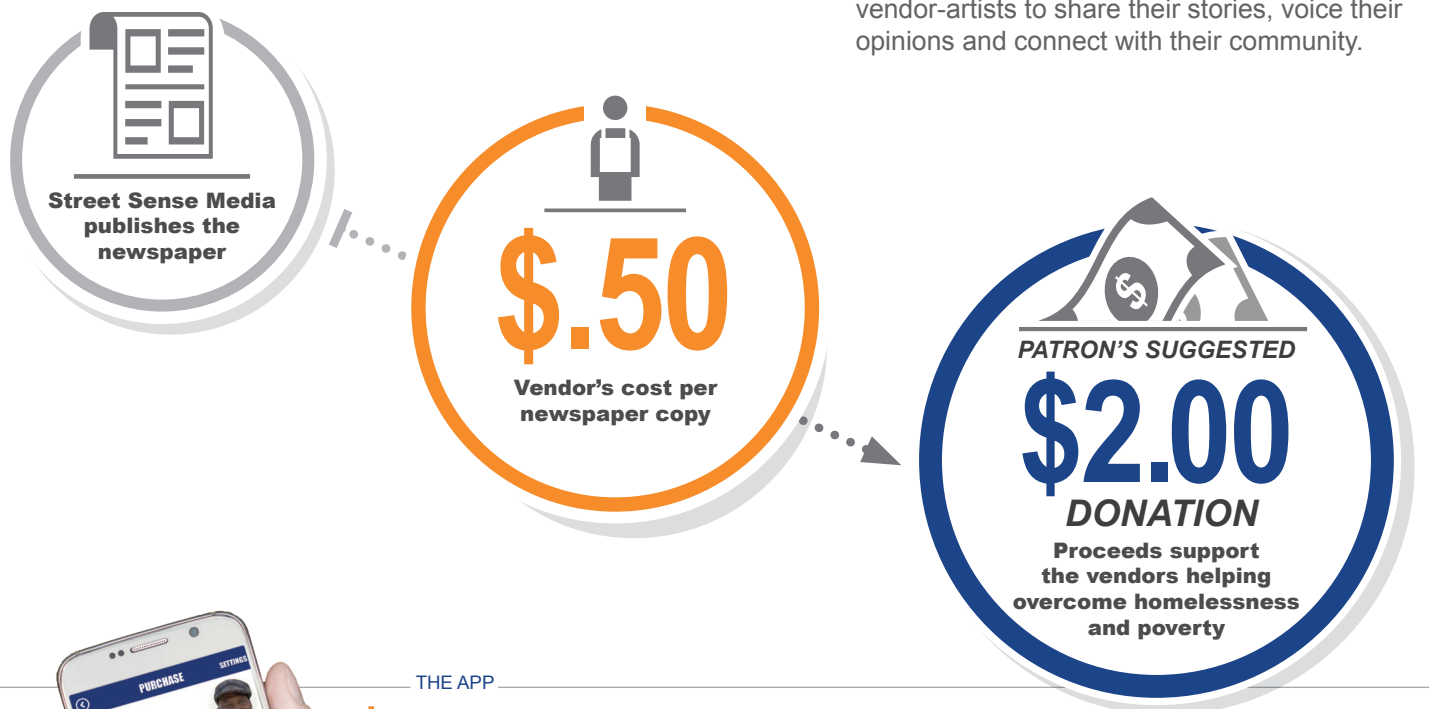 vendor-artists to share their stories, voice their
opinions and connect with their community.
Street Sense Media
publishes the
newspaper
$.50
Vendor's cost per
newspaper copy
PATRON'S SUGGESTED
$2.00
DONATION
Proceeds support
the vendors helping
overcome homelessness
and poverty
PURCHASE
SETTINGS
THE APP